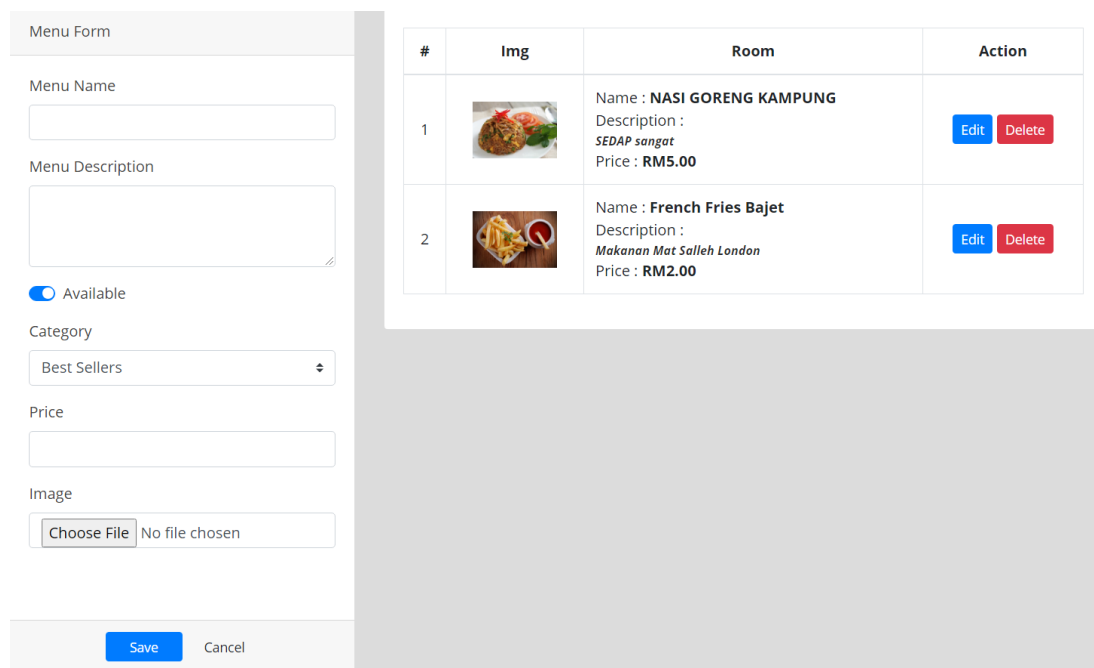 Menu Form
Menu Name
Menu Description
Available
Category
Best Sellers
Price
Image
Choose File No file chosen
Save Cancel
# Img Room Action
1
Name : NASI GORENG KAMPUNG
Description :
SEDAP sangat
Price : RM5.00
Edit Delete
2
Name : French Fries Bajet
Description :
Makanan Mat Salleh London
Price : RM2.00
Edit Delete